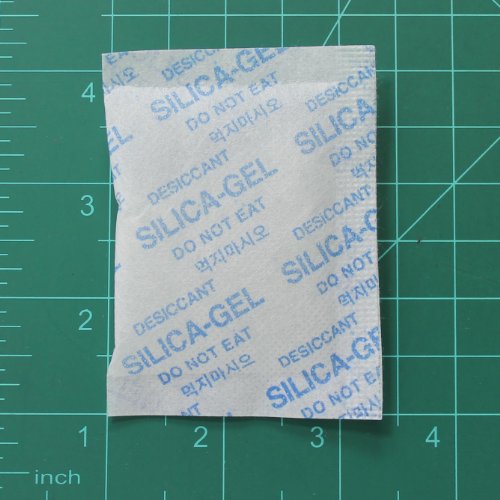 DESICCANT
SILICA-GEL
DO NOT EAT
먹지마시오
SILICA-GEL
DO NOT EAT
먹지마시오
DESICCANT
SILICA-GEL
DO NOT EAT
먹지마시오
DESICCANT
SILICA-GEL
DO NOT EAT
먹지마시오
DESICCANT
SILICA-GEL
DO NOT EAT
먹지마시오
DESICCANT
SILICA-GEL
DO NOT EAT
4
3
2
1
2
3
4
inch